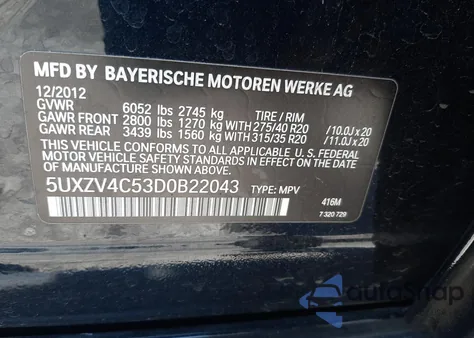 MFD BY BAYERISCHE MOTOREN WERKE AG
12/2012
GVWR 6052 lbs 2745 kg TIRE / RIM
GAWR FRONT 2800 lbs 1270 kg WITH 275/40 R20 /10.0J x 20
GAWR REAR 3439 lbs 1560 kg WITH 315/35 R20 /11.0J x 20
THIS VEHICLE CONFORMS TO ALL APPLICABLE U.S. FEDERAL
MOTOR VEHICLE SAFETY STANDARDS IN EFFECT ON THE
DATE OF MANUFACTURE SHOWN ABOVE.
5UXZV4C53D0B22043 TYPE: MPV
416M
7 320 729
autoSnap